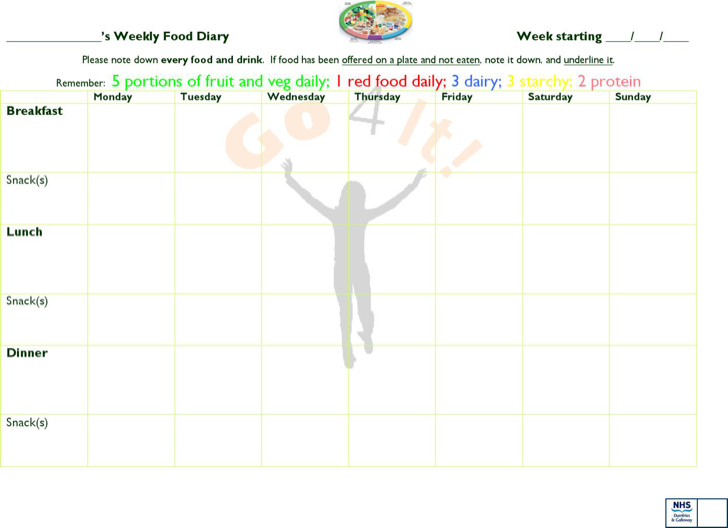 _______________'s Weekly Food Diary
Week starting ____/____/____
Please note down every food and drink. If food has been offered on a plate and not eaten, note it down, and underline it.
Remember: 5 portions of fruit and veg daily; 1 red food daily; 3 dairy; 3 starchy; 2 protein
Monday Tuesday Wednesday Thursday Friday Saturday Sunday
Go 4 It!
Breakfast
Snack(s)
Lunch
Snack(s)
Dinner
Snack(s)
NHS
Dumfries
& Galloway